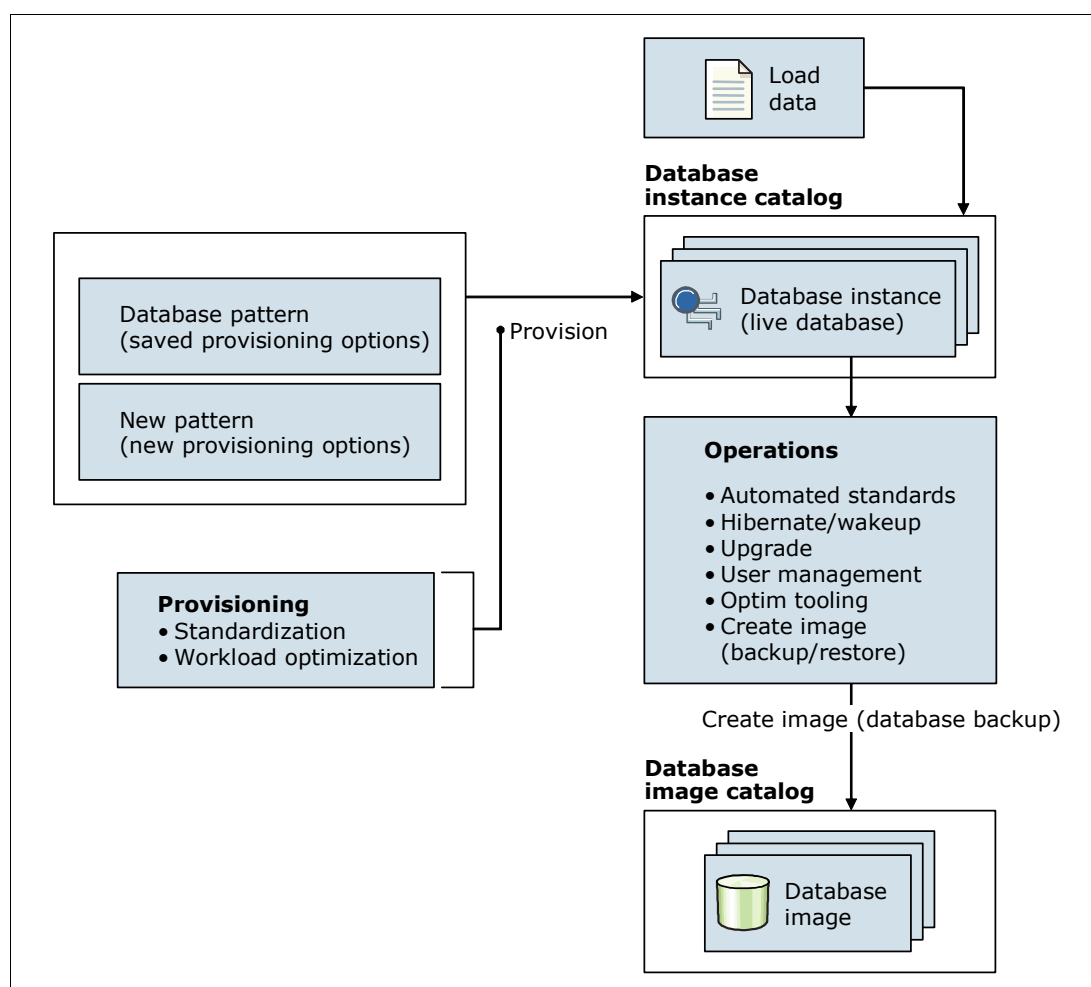 Load
data
Database
instance catalog
Database instance
(live database)
Database pattern
(saved provisioning options)
New pattern
(new provisioning options)
Provision
Provisioning
• Standardization
• Workload optimization
Operations
• Automated standards
• Hibernate/wakeup
• Upgrade
• User management
• Optim tooling
• Create image
(backup/restore)
Create image (database backup)
Database
image catalog
Database
image